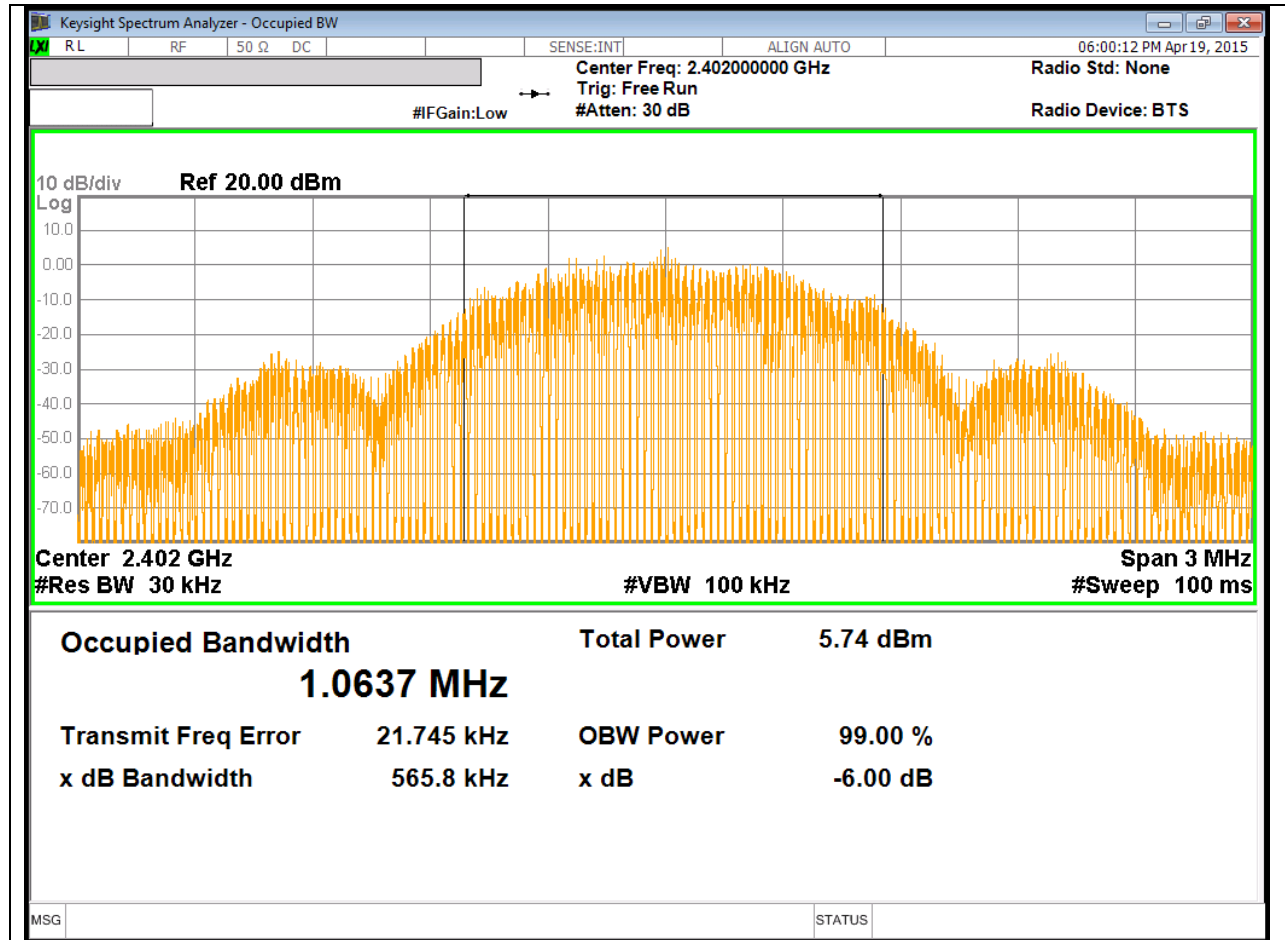 Keysight Spectrum Analyzer - Occupied BW
LXI RL RF 50 Ω DC SENSE:INT ALIGN AUTO 06:00:12 PM Apr 19, 2015
Center Freq: 2.402000000 GHz Radio Std: None
Trig: Free Run
#IFGain:Low #Atten: 30 dB Radio Device: BTS
10 dB/div Ref 20.00 dBm
Log
10.0
0.00
-10.0
-20.0
-30.0
-40.0
-50.0
-60.0
-70.0
Center 2.402 GHz Span 3 MHz
#Res BW 30 kHz #VBW 100 kHz #Sweep 100 ms
Occupied Bandwidth Total Power 5.74 dBm
1.0637 MHz
Transmit Freq Error 21.745 kHz OBW Power 99.00 %
x dB Bandwidth 565.8 kHz x dB -6.00 dB
MSG STATUS